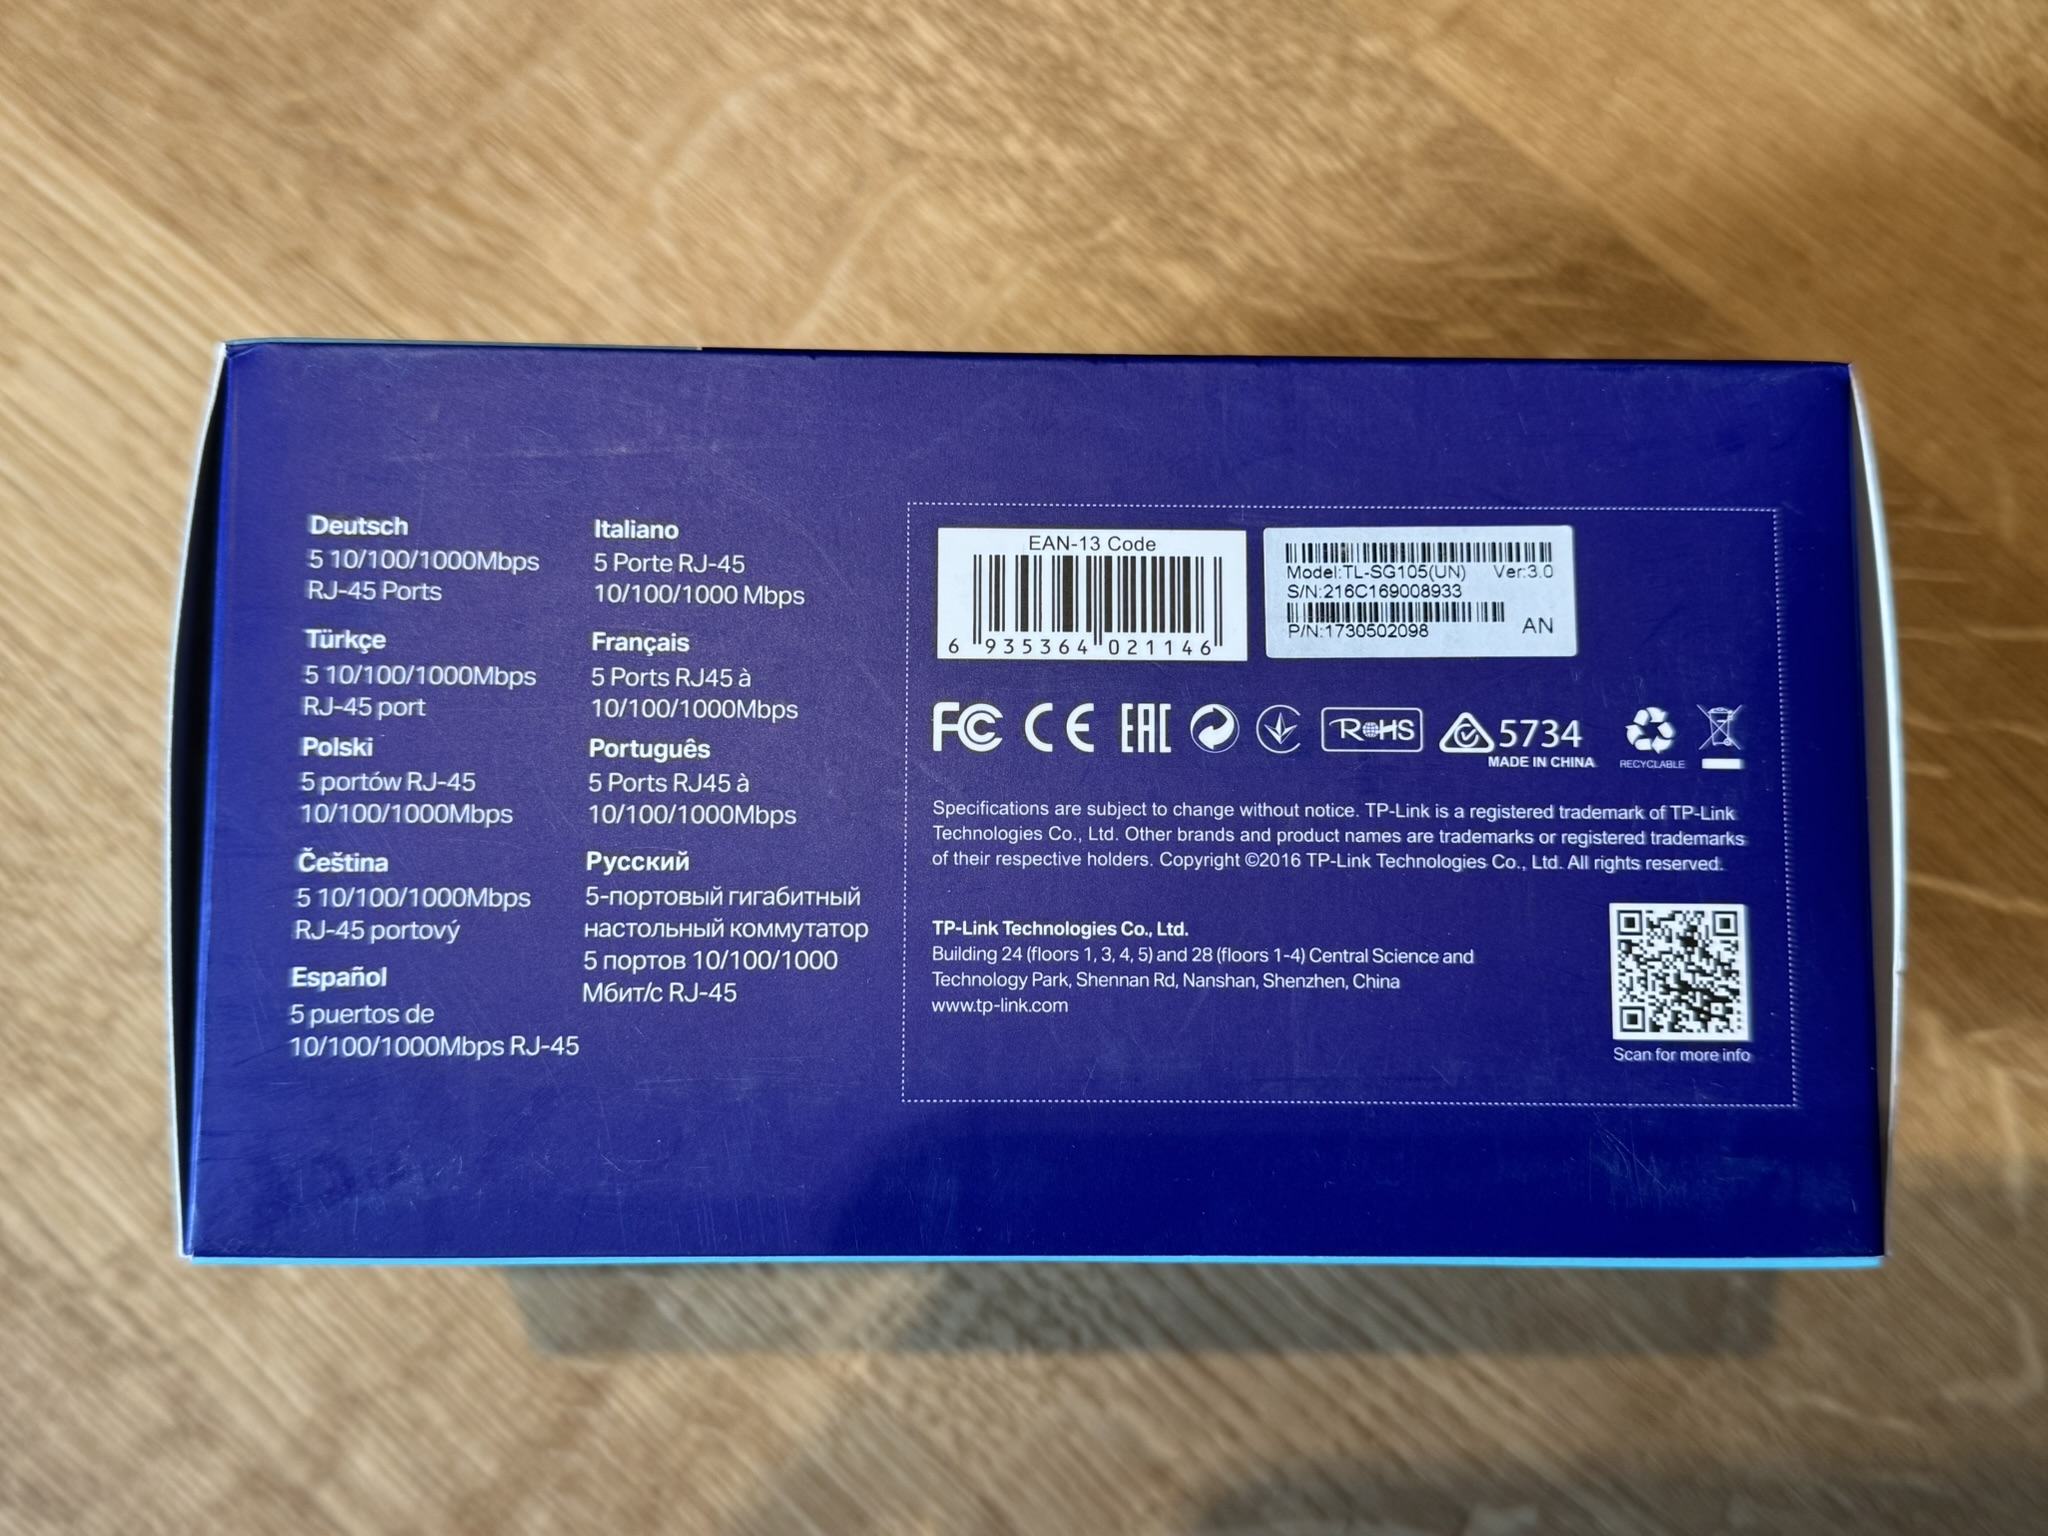 Deutsch
5 10/100/1000Mbps
RJ-45 Ports
Türkçe
5 10/100/1000Mbps
RJ-45 port
Polski
5 portów RJ-45
10/100/1000Mbps
Čeština
5 10/100/1000Mbps
RJ-45 portový
Español
5 puertos de
10/100/1000Mbps RJ-45
Italiano
5 Porte RJ-45
10/100/1000 Mbps
Français
5 Ports RJ45 à
10/100/1000Mbps
Português
5 Ports RJ45 à
10/100/1000Mbps
Русский
5-портовый гигабитный
настольный коммутатор
5 портов 10/100/1000
Мбит/с RJ-45
EAN-13 Code
6 935364 021146
Model:TL-SG105(UN) Ver:3.0
S/N:216C169008933
P/N:1730502098 AN
FC CE EAC RoHS 5734
MADE IN CHINA
RECYCLABLE
Specifications are subject to change without notice. TP-Link is a registered trademark of TP-Link
Technologies Co., Ltd. Other brands and product names are trademarks or registered trademarks
of their respective holders. Copyright ©2016 TP-Link Technologies Co., Ltd. All rights reserved.
TP-Link Technologies Co., Ltd.
Building 24 (floors 1, 3, 4, 5) and 28 (floors 1-4) Central Science and
Technology Park, Shennan Rd, Nanshan, Shenzhen, China
www.tp-link.com
Scan for more info